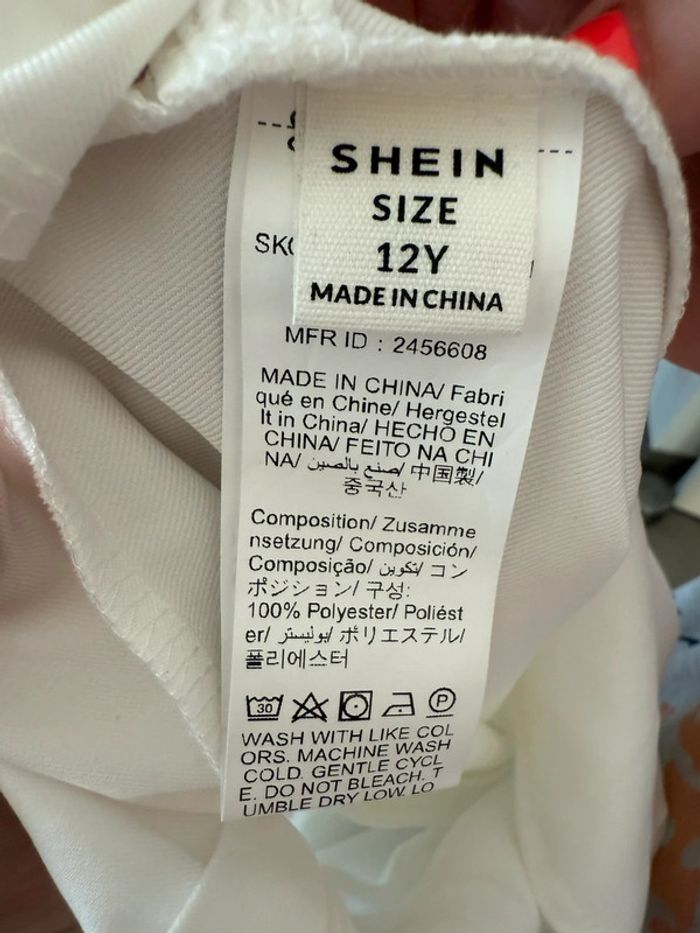 SHEIN
SIZE
12Y
MADE IN CHINA
MFR ID : 2456608
MADE IN CHINA/ Fabri
qué en Chine/ Hergestel
lt in China/ HECHO EN
CHINA/ FEITO NA CHI
NA/ صنع بالصين/ 中国製/
중국산
Composition/ Zusamme
nsetzung/ Composición/
Composição/ تكوين/ コン
ポジション/ 구성:
100% Polyester/ Poliést
er/ بوليستر/ ポリエステル/
폴리에스터
30
P
WASH WITH LIKE COL
ORS. MACHINE WASH
COLD. GENTLE CYCL
E. DO NOT BLEACH. T
UMBLE DRY LOW. LO